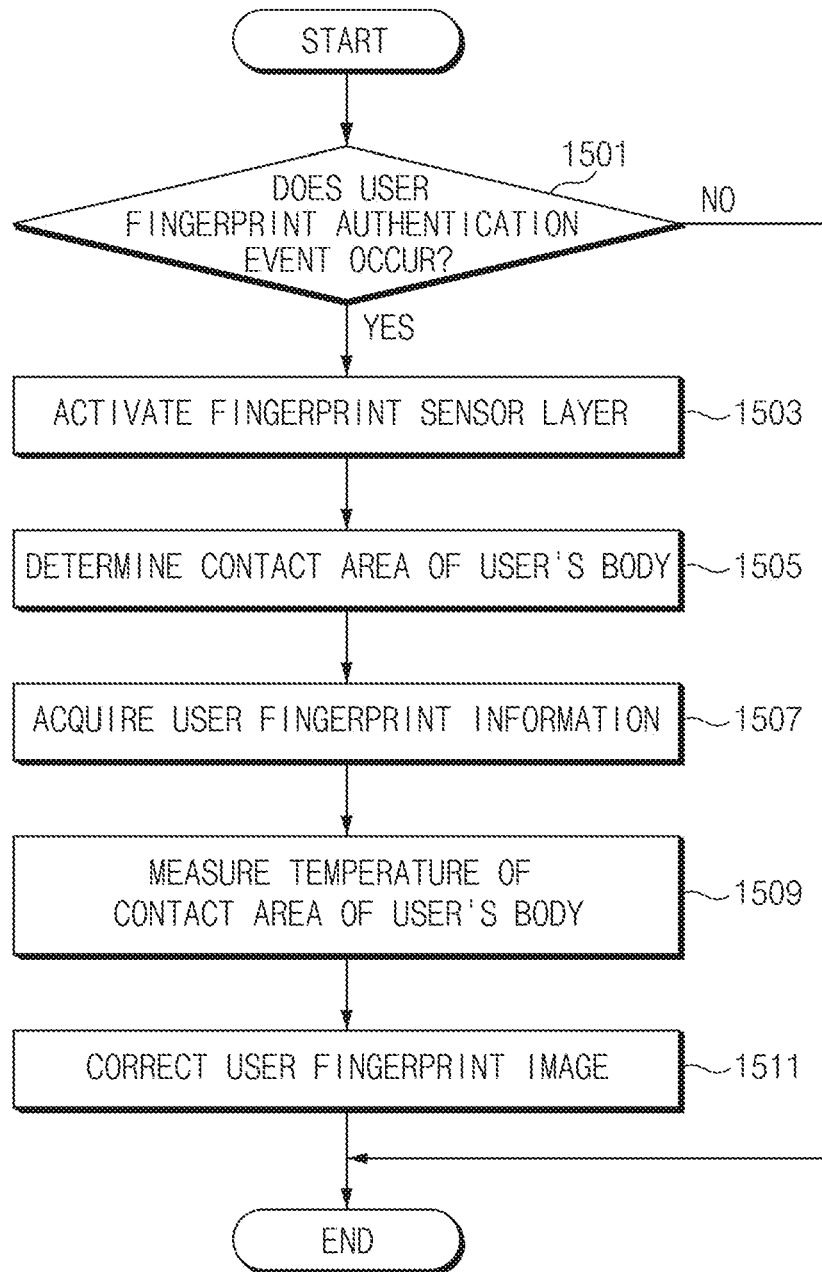 START
1501
DOES USER
FINGERPRINT AUTHENTICATION
EVENT OCCUR?
NO
YES
ACTIVATE FINGERPRINT SENSOR LAYER
1503
DETERMINE CONTACT AREA OF USER'S BODY
1505
ACQUIRE USER FINGERPRINT INFORMATION
1507
MEASURE TEMPERATURE OF
CONTACT AREA OF USER'S BODY
1509
CORRECT USER FINGERPRINT IMAGE
1511
END